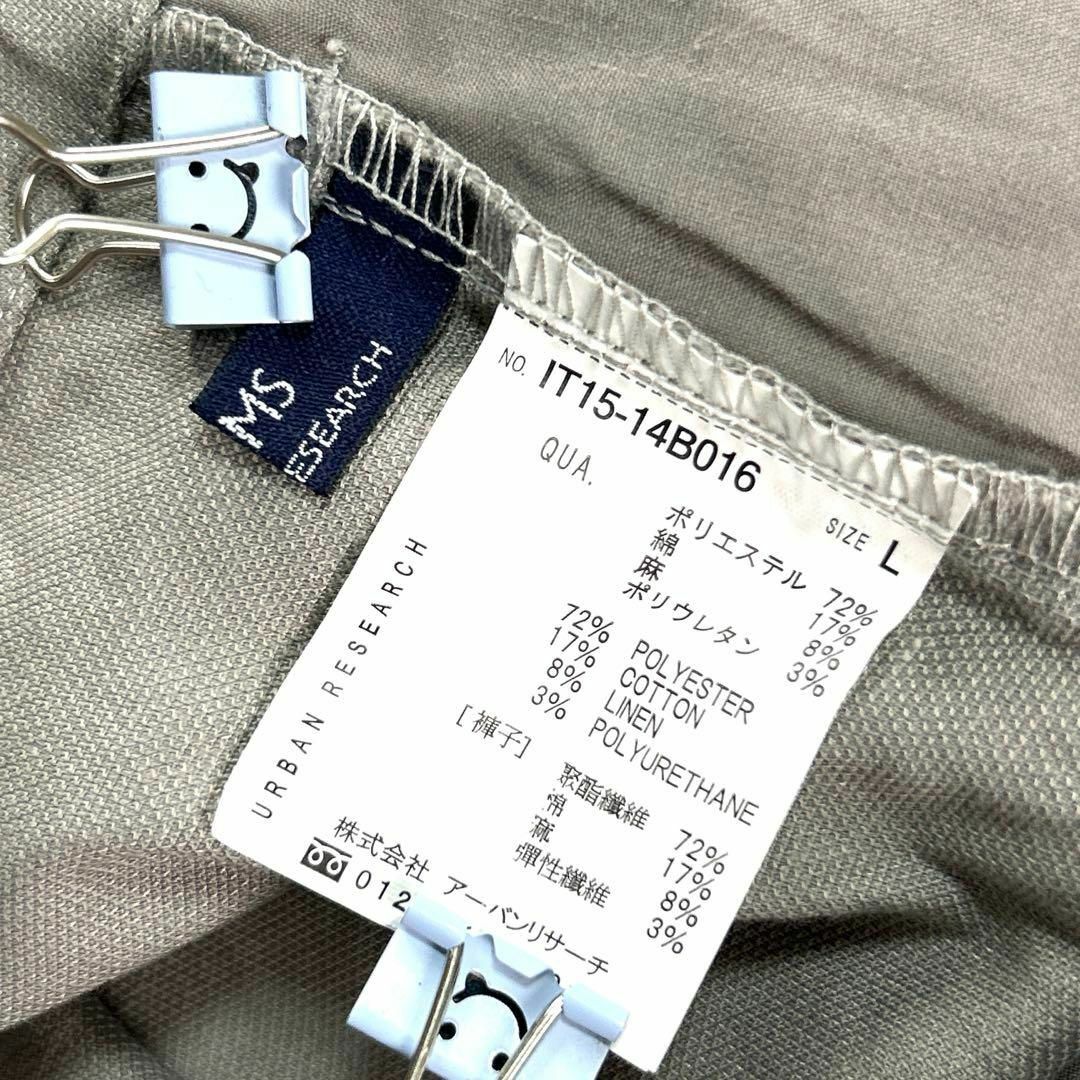 MS
ESEARCH
NO. IT15-14B016
SIZE L
QUA.
ポリエステル 72%
綿 17%
麻 8%
ポリウレタン 3%
72% POLYESTER
17% COTTON
8% LINEN
3% POLYURETHANE
[褲子]
聚酯纖維 72%
棉 17%
麻 8%
彈性纖維 3%
株式会社 アーバンリサーチ
012
URBAN RESEARCH